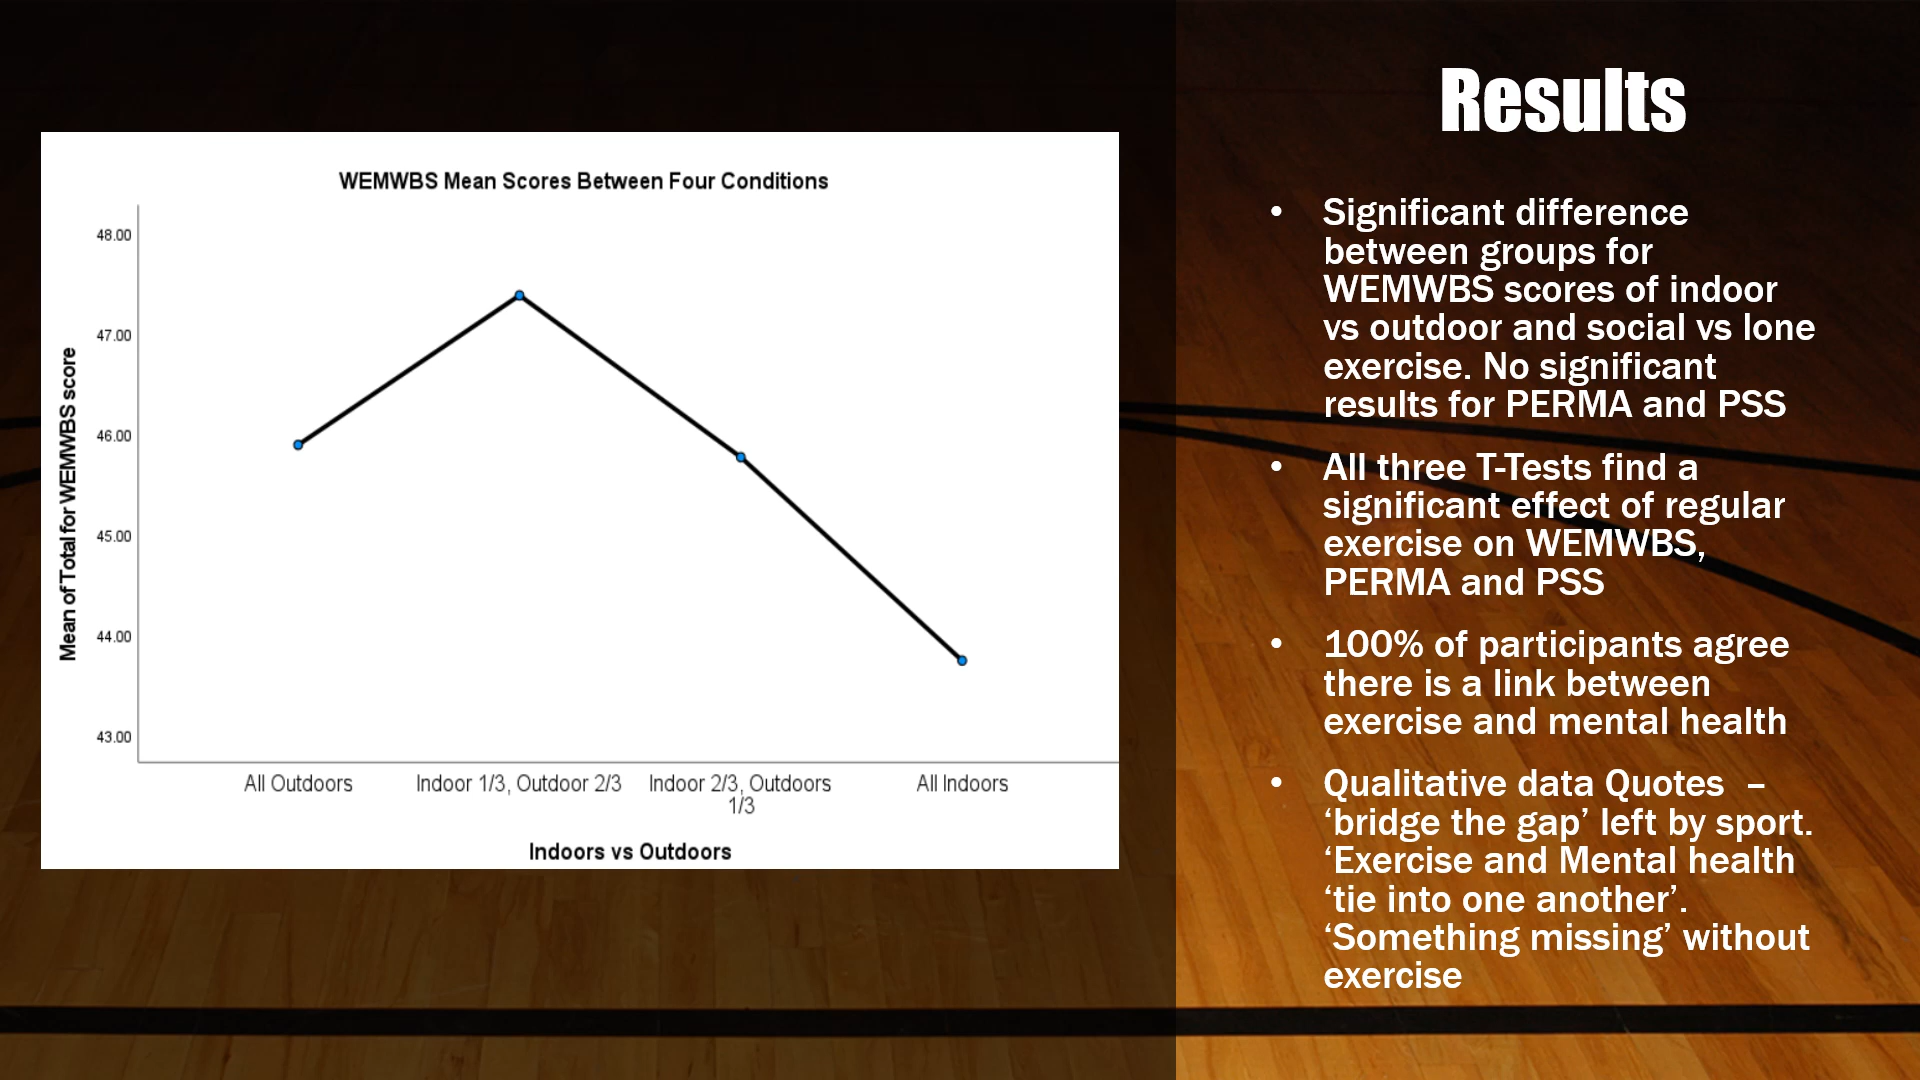 WEMWBS Mean Scores Between Four Conditions
Mean of Total for WEMWBS score
48.00
47.00
46.00
45.00
44.00
43.00
All Outdoors
Indoor 1/3, Outdoor 2/3
Indoor 2/3, Outdoors
1/3
All Indoors
Indoors vs Outdoors
Results
• Significant difference
between groups for
WEMWBS scores of indoor
vs outdoor and social vs lone
exercise. No significant
results for PERMA and PSS
• All three T-Tests find a
significant effect of regular
exercise on WEMWBS,
PERMA and PSS
• 100% of participants agree
there is a link between
exercise and mental health
• Qualitative data Quotes –
‘bridge the gap’ left by sport.
‘Exercise and Mental health
‘tie into one another’.
‘Something missing’ without
exercise